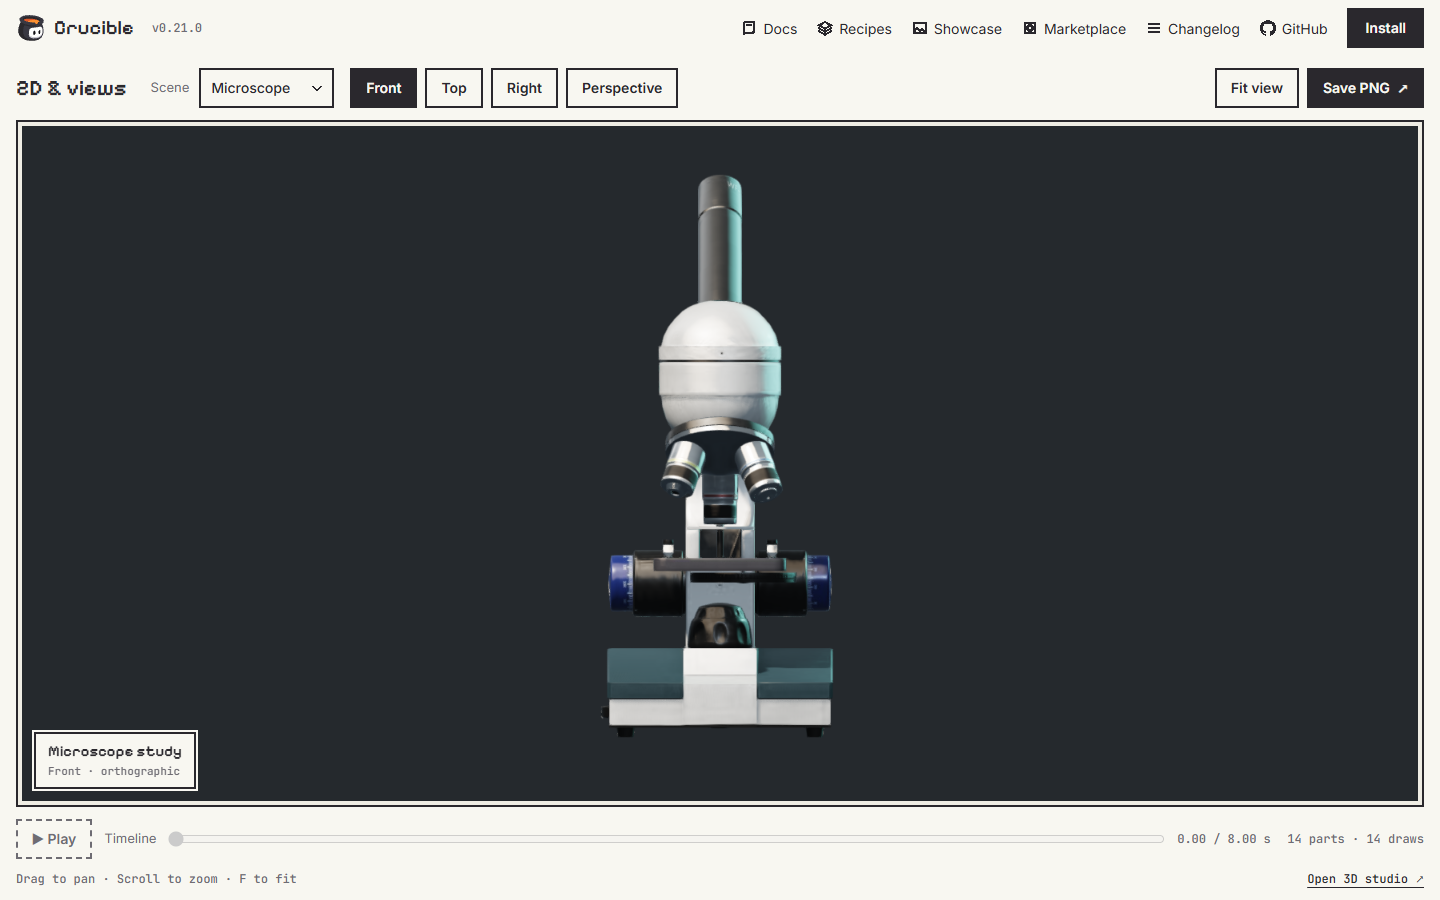 Crucible v0.21.0
Docs
Recipes
Showcase
Marketplace
Changelog
GitHub
Install
2D & views
Scene
Microscope
Front
Top
Right
Perspective
Fit view
Save PNG ↗
Microscope study
Front · orthographic
▶ Play
Timeline
0.00 / 8.00 s
14 parts · 14 draws
Drag to pan · Scroll to zoom · F to fit
Open 3D studio ↗